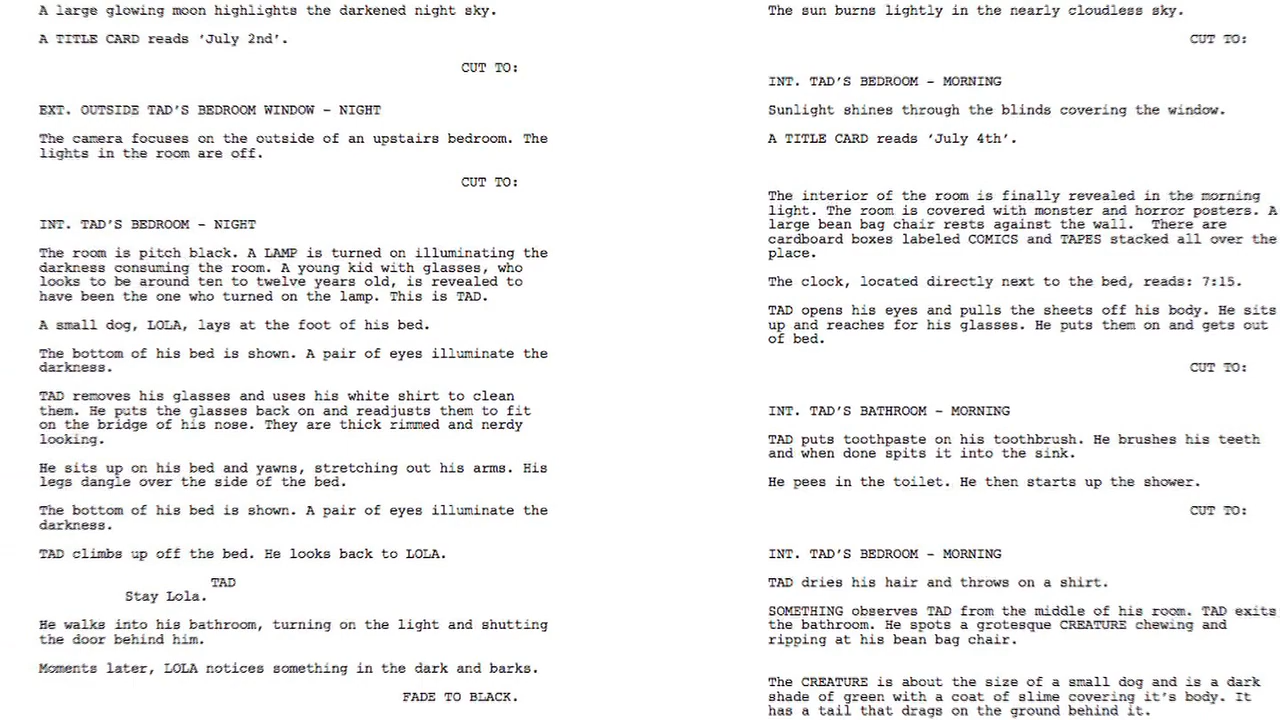 A large glowing moon highlights the darkened night sky.
A TITLE CARD reads ‘July 2nd’.
CUT TO:
EXT. OUTSIDE TAD’S BEDROOM WINDOW – NIGHT
The camera focuses on the outside of an upstairs bedroom. The
lights in the room are off.
CUT TO:
INT. TAD’S BEDROOM – NIGHT
The room is pitch black. A LAMP is turned on illuminating the
darkness consuming the room. A young kid with glasses, who
looks to be around ten to twelve years old, is revealed to
have been the one who turned on the lamp. This is TAD.
A small dog, LOLA, lays at the foot of his bed.
The bottom of his bed is shown. A pair of eyes illuminate the
darkness.
TAD removes his glasses and uses his white shirt to clean
them. He puts the glasses back on and readjusts them to fit
on the bridge of his nose. They are thick rimmed and nerdy
looking.
He sits up on his bed and yawns, stretching out his arms. His
legs dangle over the side of the bed.
The bottom of his bed is shown. A pair of eyes illuminate the
darkness.
TAD climbs up off the bed. He looks back to LOLA.
TAD
Stay Lola.
He walks into his bathroom, turning on the light and shutting
the door behind him.
Moments later, LOLA notices something in the dark and barks.
FADE TO BLACK.
The sun burns lightly in the nearly cloudless sky.
CUT TO:
INT. TAD’S BEDROOM – MORNING
Sunlight shines through the blinds covering the window.
A TITLE CARD reads ‘July 4th’.
The interior of the room is finally revealed in the morning
light. The room is covered with monster and horror posters. A
large bean bag chair rests against the wall.  There are
cardboard boxes labeled COMICS and TAPES stacked all over the
place.
The clock, located directly next to the bed, reads: 7:15.
TAD opens his eyes and pulls the sheets off his body. He sits
up and reaches for his glasses. He puts them on and gets out
of bed.
CUT TO:
INT. TAD’S BATHROOM – MORNING
TAD puts toothpaste on his toothbrush. He brushes his teeth
and when done spits it into the sink.
He pees in the toilet. He then starts up the shower.
CUT TO:
INT. TAD’S BEDROOM – MORNING
TAD dries his hair and throws on a shirt.
SOMETHING observes TAD from the middle of his room. TAD exits
the bathroom. He spots a grotesque CREATURE chewing and
ripping at his bean bag chair.
The CREATURE is about the size of a small dog and is a dark
shade of green with a coat of slime covering it’s body. It
has a tail that drags on the ground behind it.